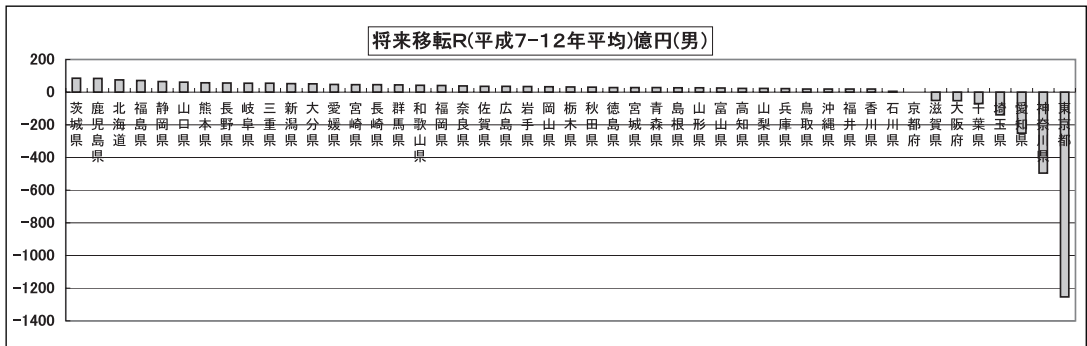 将来移転R(平成7-12年平均)億円(男)
200
0
-200
-400
-600
-800
-1000
-1200
-1400
茨城県
鹿児島県
北海道
福島県
静岡県
山口県
熊本県
長野県
岐阜県
三重県
新潟県
大分県
愛媛県
宮崎県
長崎県
群馬県
和歌山県
福岡県
奈良県
佐賀県
広島県
岩手県
岡山県
栃木県
秋田県
徳島県
宮城県
青森県
島根県
山形県
富山県
高知県
山梨県
兵庫県
鳥取県
沖縄県
福井県
香川県
石川県
京都府
滋賀県
大阪府
千葉県
埼玉県
愛知県
神奈川県
東京都